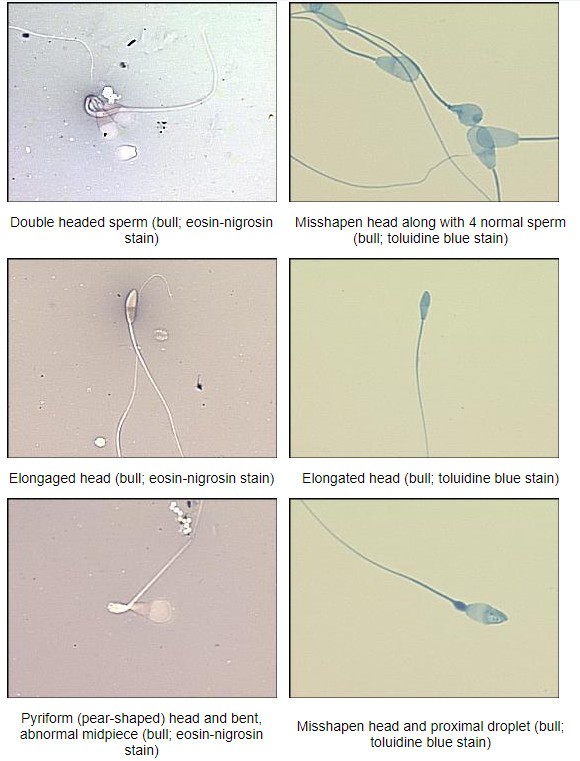 Double headed sperm (bull; eosin-nigrosin
stain)
Misshapen head along with 4 normal sperm
(bull; toluidine blue stain)
Elongaged head (bull; eosin-nigrosin stain)
Elongated head (bull; toluidine blue stain)
Pyriform (pear-shaped) head and bent,
abnormal midpiece (bull; eosin-nigrosin
stain)
Misshapen head and proximal droplet (bull;
toluidine blue stain)